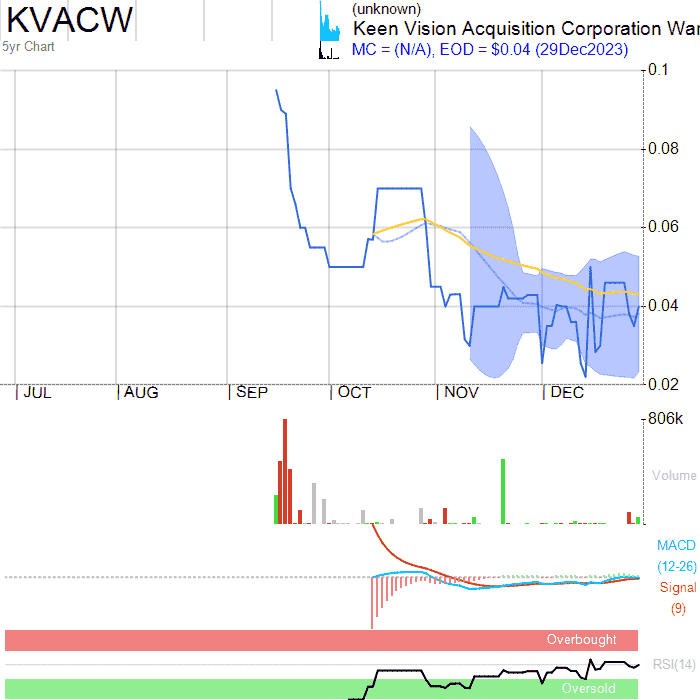 KVACW
5yr Chart
(unknown)
Keen Vision Acquisition Corporation War
MC = (N/A), EOD = $0.04 (29Dec2023)
0.1
0.08
0.06
0.04
0.02
JUL AUG SEP OCT NOV DEC
806k
Volume
MACD
(12-26)
Signal
(9)
Overbought
RSI(14)
Oversold